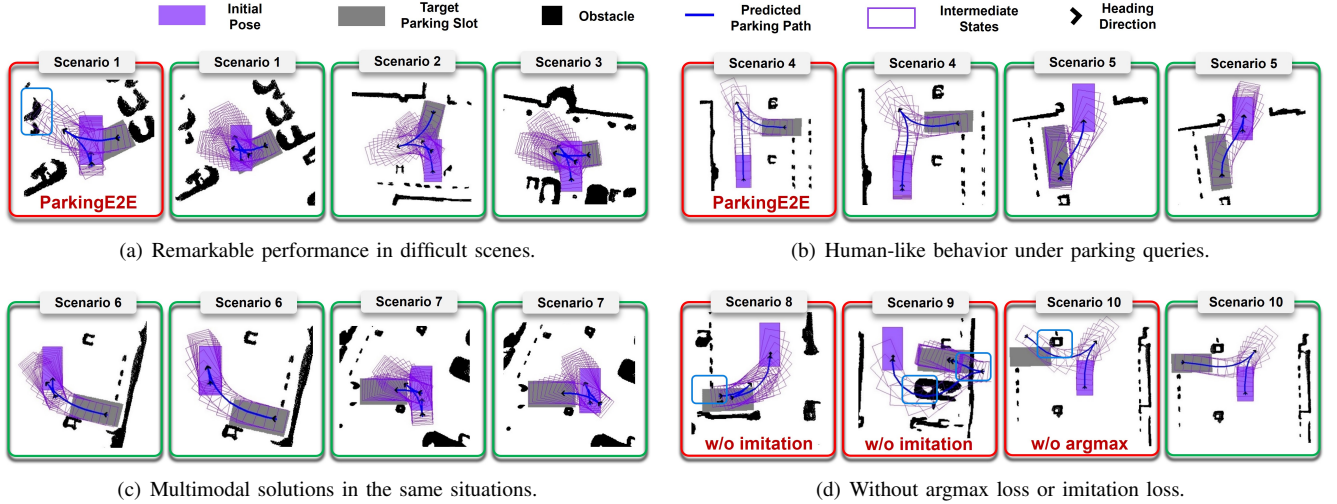 Initial
Pose
Target
Parking Slot
Obstacle
Predicted
Parking Path
Intermediate
States
Heading
Direction
Scenario 1
Scenario 1
Scenario 2
Scenario 3
Scenario 4
Scenario 4
Scenario 5
Scenario 5
ParkingE2E
ParkingE2E
(a) Remarkable performance in difficult scenes.
(b) Human-like behavior under parking queries.
Scenario 6
Scenario 6
Scenario 7
Scenario 7
Scenario 8
Scenario 9
Scenario 10
Scenario 10
w/o imitation
w/o imitation
w/o argmax
(c) Multimodal solutions in the same situations.
(d) Without argmax loss or imitation loss.